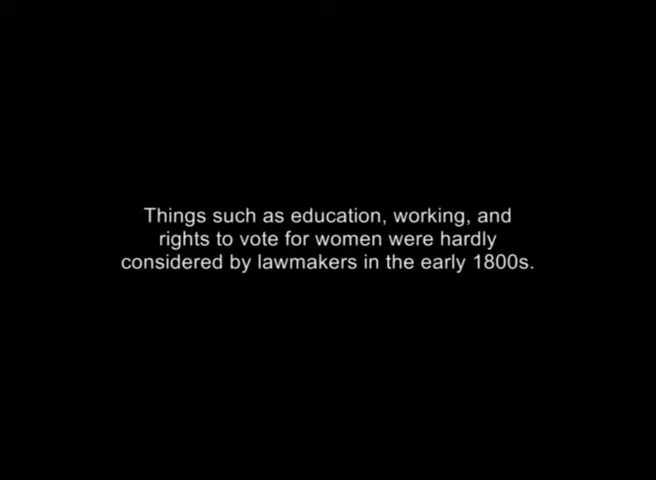 Things such as education, working, and
rights to vote for women were hardly
considered by lawmakers in the early 1800s.